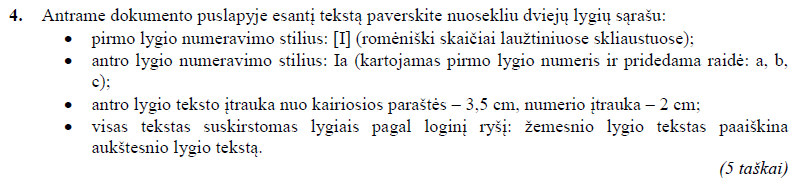 4. Antrame dokumento puslapyje esantį tekstą paverskite nuosekliu dviejų lygių sąrašu:
• pirmo lygio numeravimo stilius: [I] (romėniški skaičiai laužtiniuose skliaustuose);
• antro lygio numeravimo stilius: Ia (kartojamas pirmo lygio numeris ir pridedama raidė: a, b,
c);
• antro lygio teksto įtrauka nuo kairiosios paraštės – 3,5 cm, numerio įtrauka – 2 cm;
• visas tekstas suskirstomas lygiais pagal loginį ryšį: žemesnio lygio tekstas paaiškina
aukštesnio lygio tekstą.
(5 taškai)